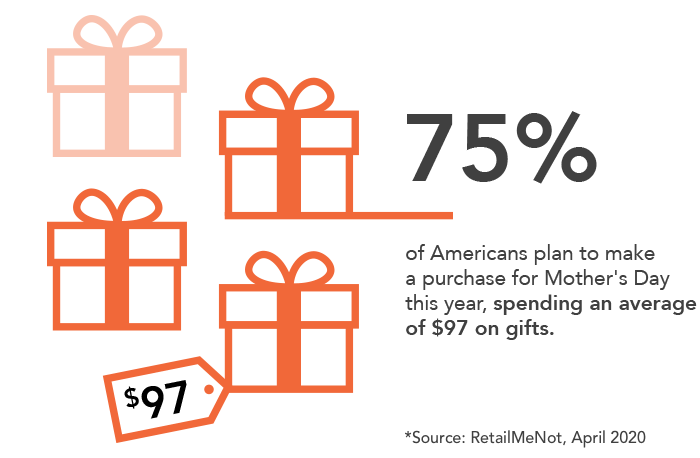 75%
of Americans plan to make
a purchase for Mother's Day
this year, spending an average
of $97 on gifts.
$97
*Source: RetailMeNot, April 2020